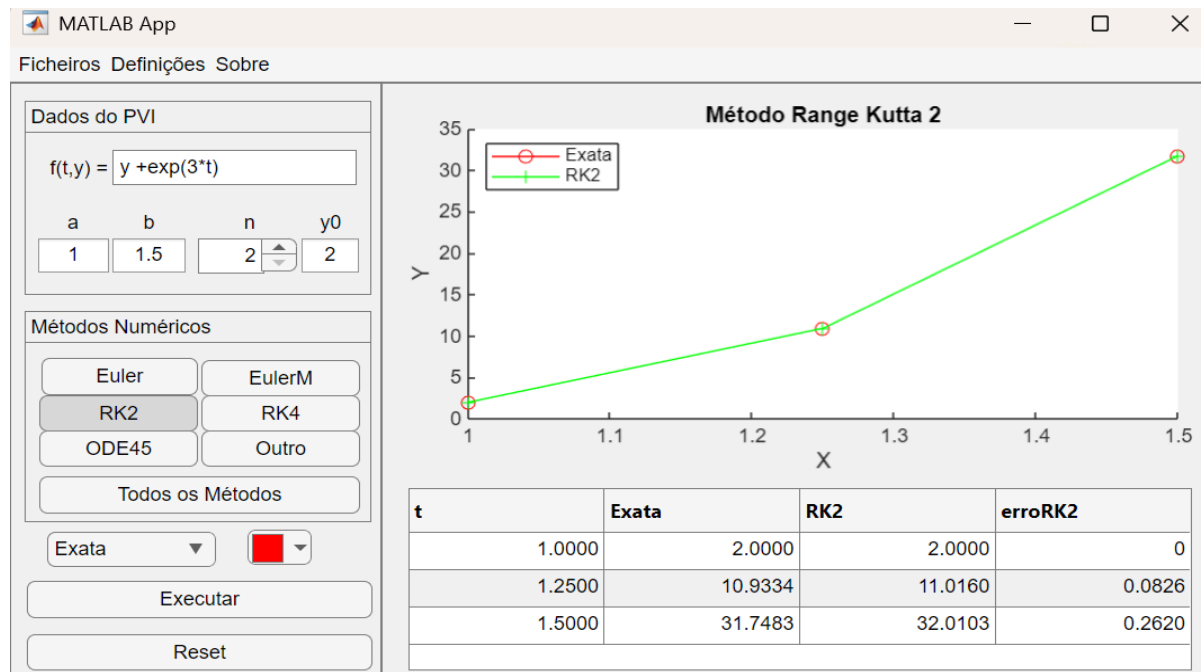 MATLAB App
Ficheiros Definições Sobre
Dados do PVI
f(t,y) = y +exp(3*t)
a b n y0
1 1.5 2 2
Métodos Numéricos
Euler EulerM
RK2 RK4
ODE45 Outro
Todos os Métodos
Exata
Executar
Reset
Método Range Kutta 2
Exata
RK2
35
30
25
20
15
10
5
0
Y
1 1.1 1.2 1.3 1.4 1.5
X
t Exata RK2 erroRK2
1.0000 2.0000 2.0000 0
1.2500 10.9334 11.0160 0.0826
1.5000 31.7483 32.0103 0.2620